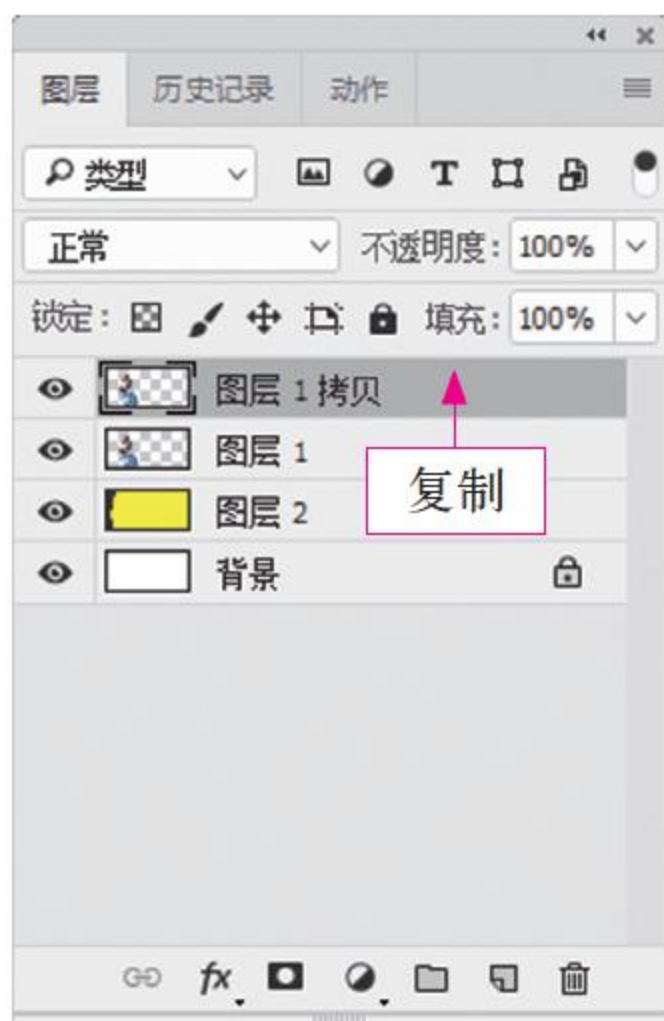 图层 历史记录 动作
类型
正常 不透明度: 100%
锁定: 填充: 100%
图层 1 拷贝
图层 1
复制
图层 2
背景
fx